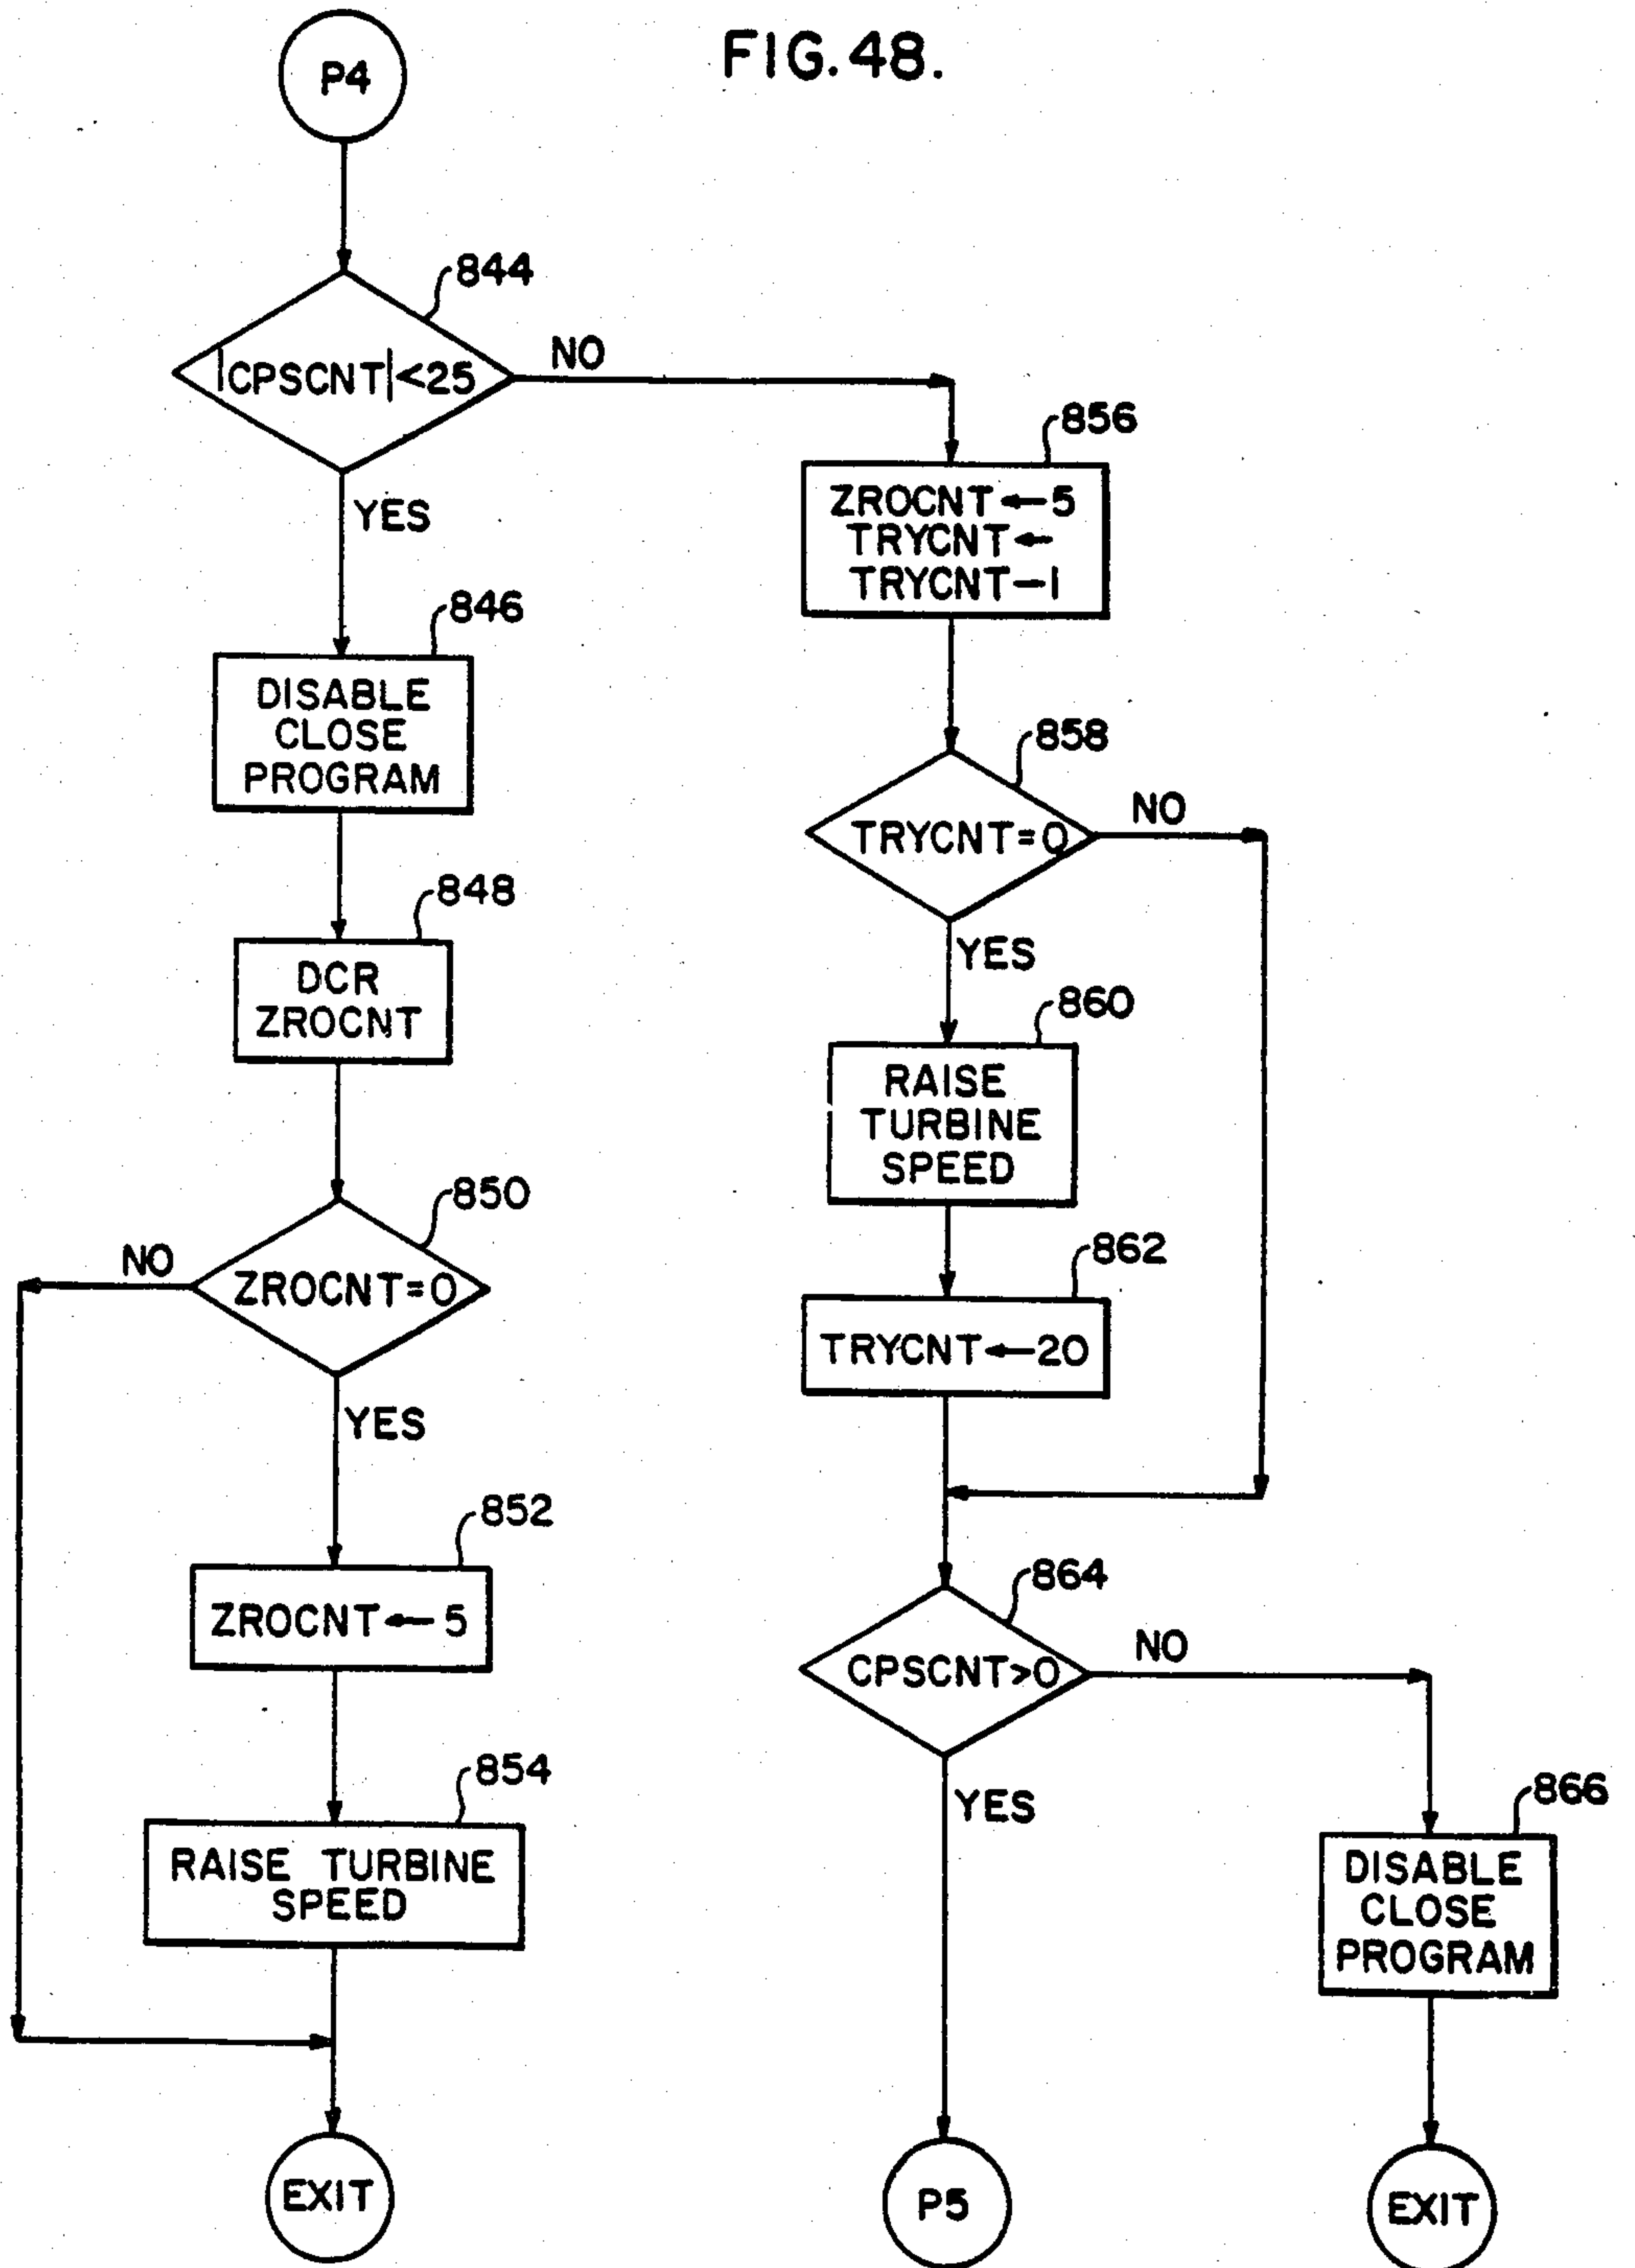 FIG. 48.
P4
844
|CPSCNT|<25
NO
YES
856
ZROCNT←5
TRYCNT←
TRYCNT–1
846
DISABLE
CLOSE
PROGRAM
858
TRYCNT=0
NO
YES
848
DCR
ZROCNT
860
RAISE
TURBINE
SPEED
850
ZROCNT=0
NO
YES
862
TRYCNT←20
852
ZROCNT←5
864
CPSCNT>0
NO
YES
854
RAISE TURBINE
SPEED
866
DISABLE
CLOSE
PROGRAM
EXIT
P5
EXIT